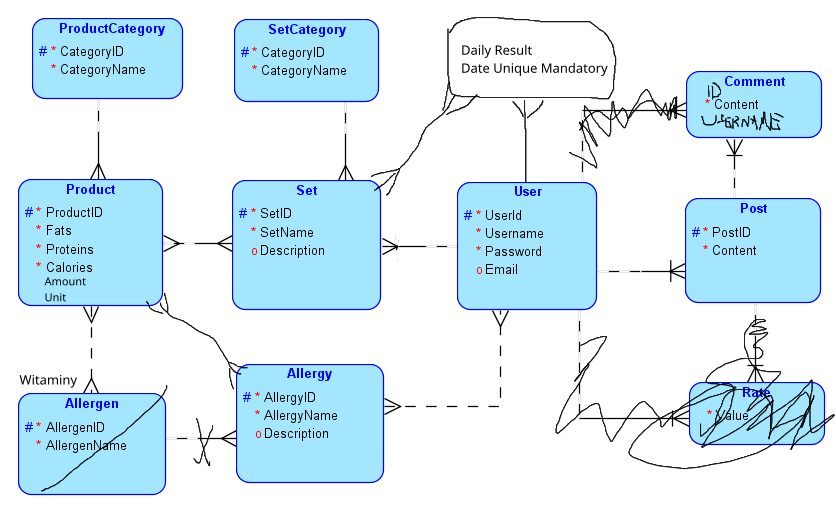 ProductCategory
# * CategoryID
* CategoryName
SetCategory
# * CategoryID
* CategoryName
Daily Result
Date Unique Mandatory
Comment
ID
* Content
USERNAME
Product
# * ProductID
* Fats
* Proteins
* Calories
Amount
Unit
Set
# * SetID
* SetName
o Description
User
# * UserId
* Username
* Password
o Email
Post
# * PostID
* Content
Witaminy
Allergen
# * AllergenID
* AllergenName
Allergy
# * AllergyID
* AllergyName
o Description
Rate
* Value